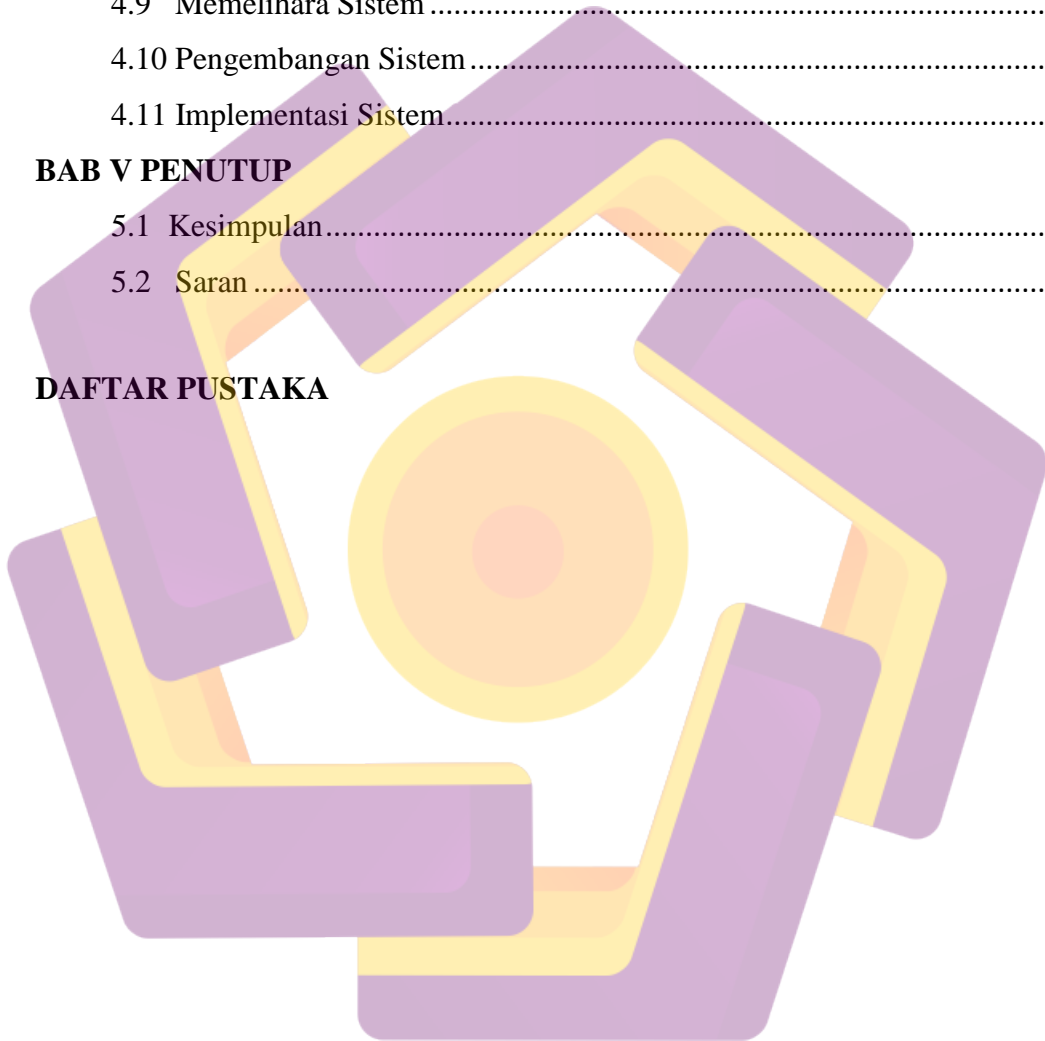 4.9 Memelihara Sistem ........................................................................
4.10 Pengembangan Sistem ........................................................................
4.11 Implementasi Sistem ........................................................................
BAB V PENUTUP
5.1 Kesimpulan ........................................................................
5.2 Saran ........................................................................
DAFTAR PUSTAKA